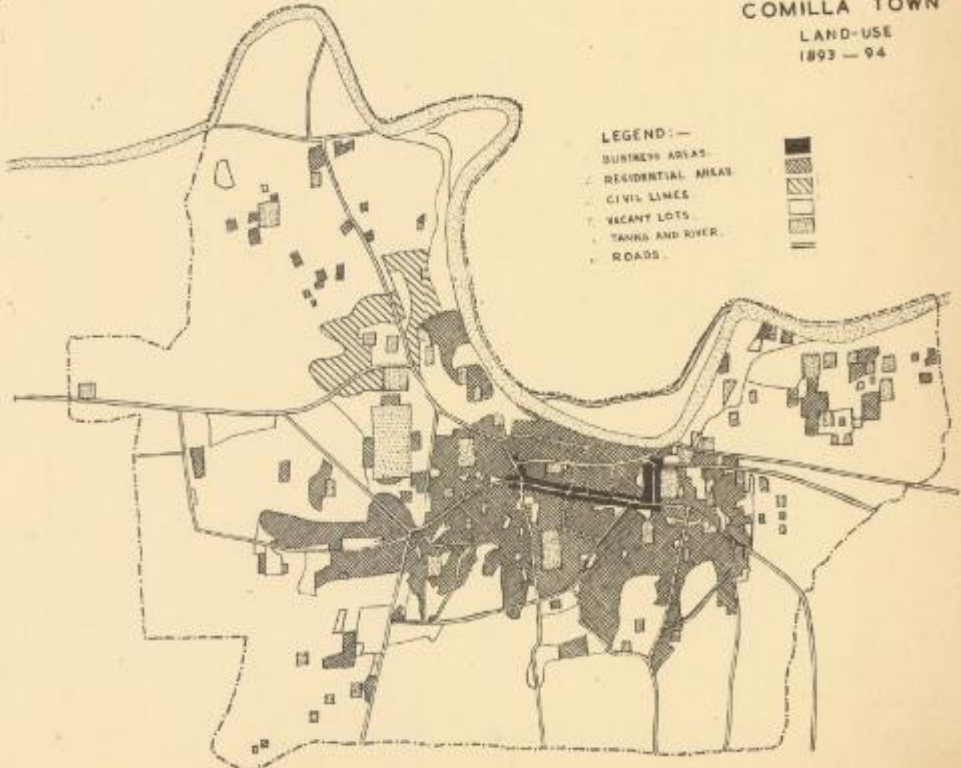 COMILLA TOWN
LAND-USE
1893 — 94
LEGEND:—
BUSINESS AREAS.
RESIDENTIAL AREAS
CIVIL LINES
VACANT LOTS.
TANKS AND RIVER.
ROADS.